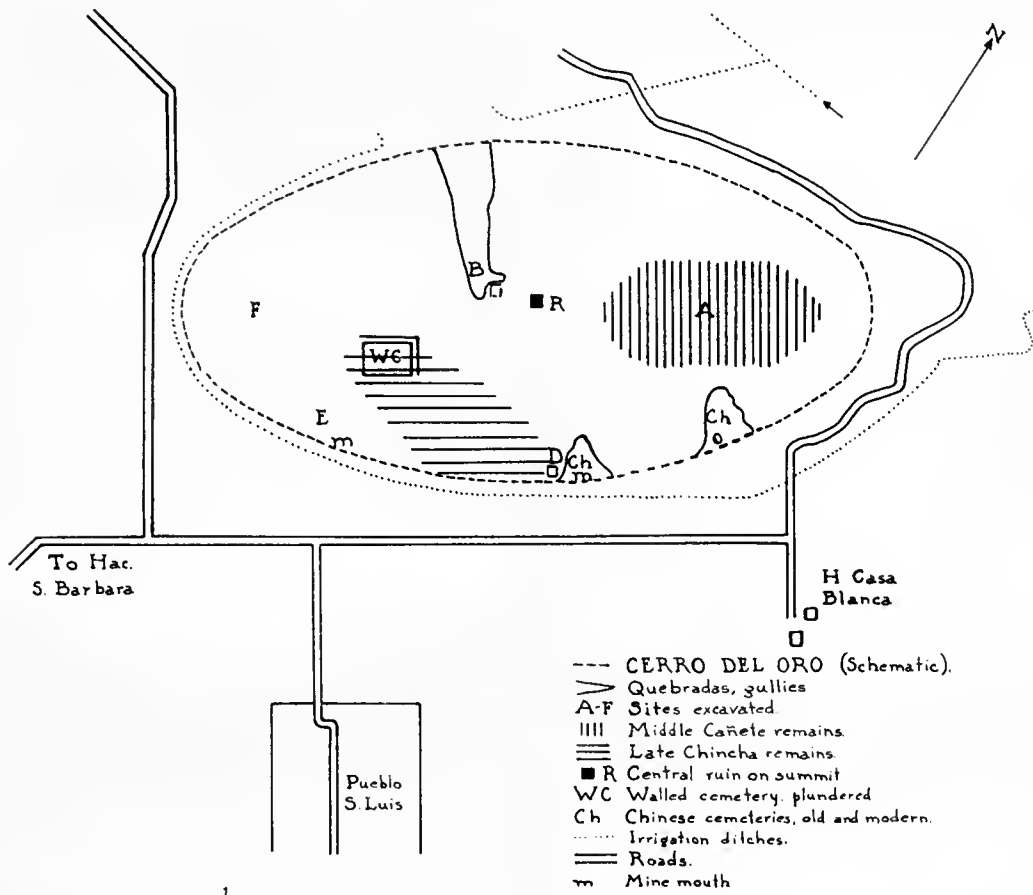 N
B
LI
R
A
F
WC
E
m
D
Ch
m
Ch
o
To Hac.
S. Barbara
H Casa
Blanca
Pueblo
S. Luis
CERRO DEL ORO (Schematic).
Quebradas, gullies
A-F Sites excavated.
Middle Cañete remains.
Late Chincha remains.
R Central ruin on summit
WC Walled cemetery. plundered
Ch Chinese cemeteries, old and modern.
Irrigation ditches.
Roads.
m Mine mouth